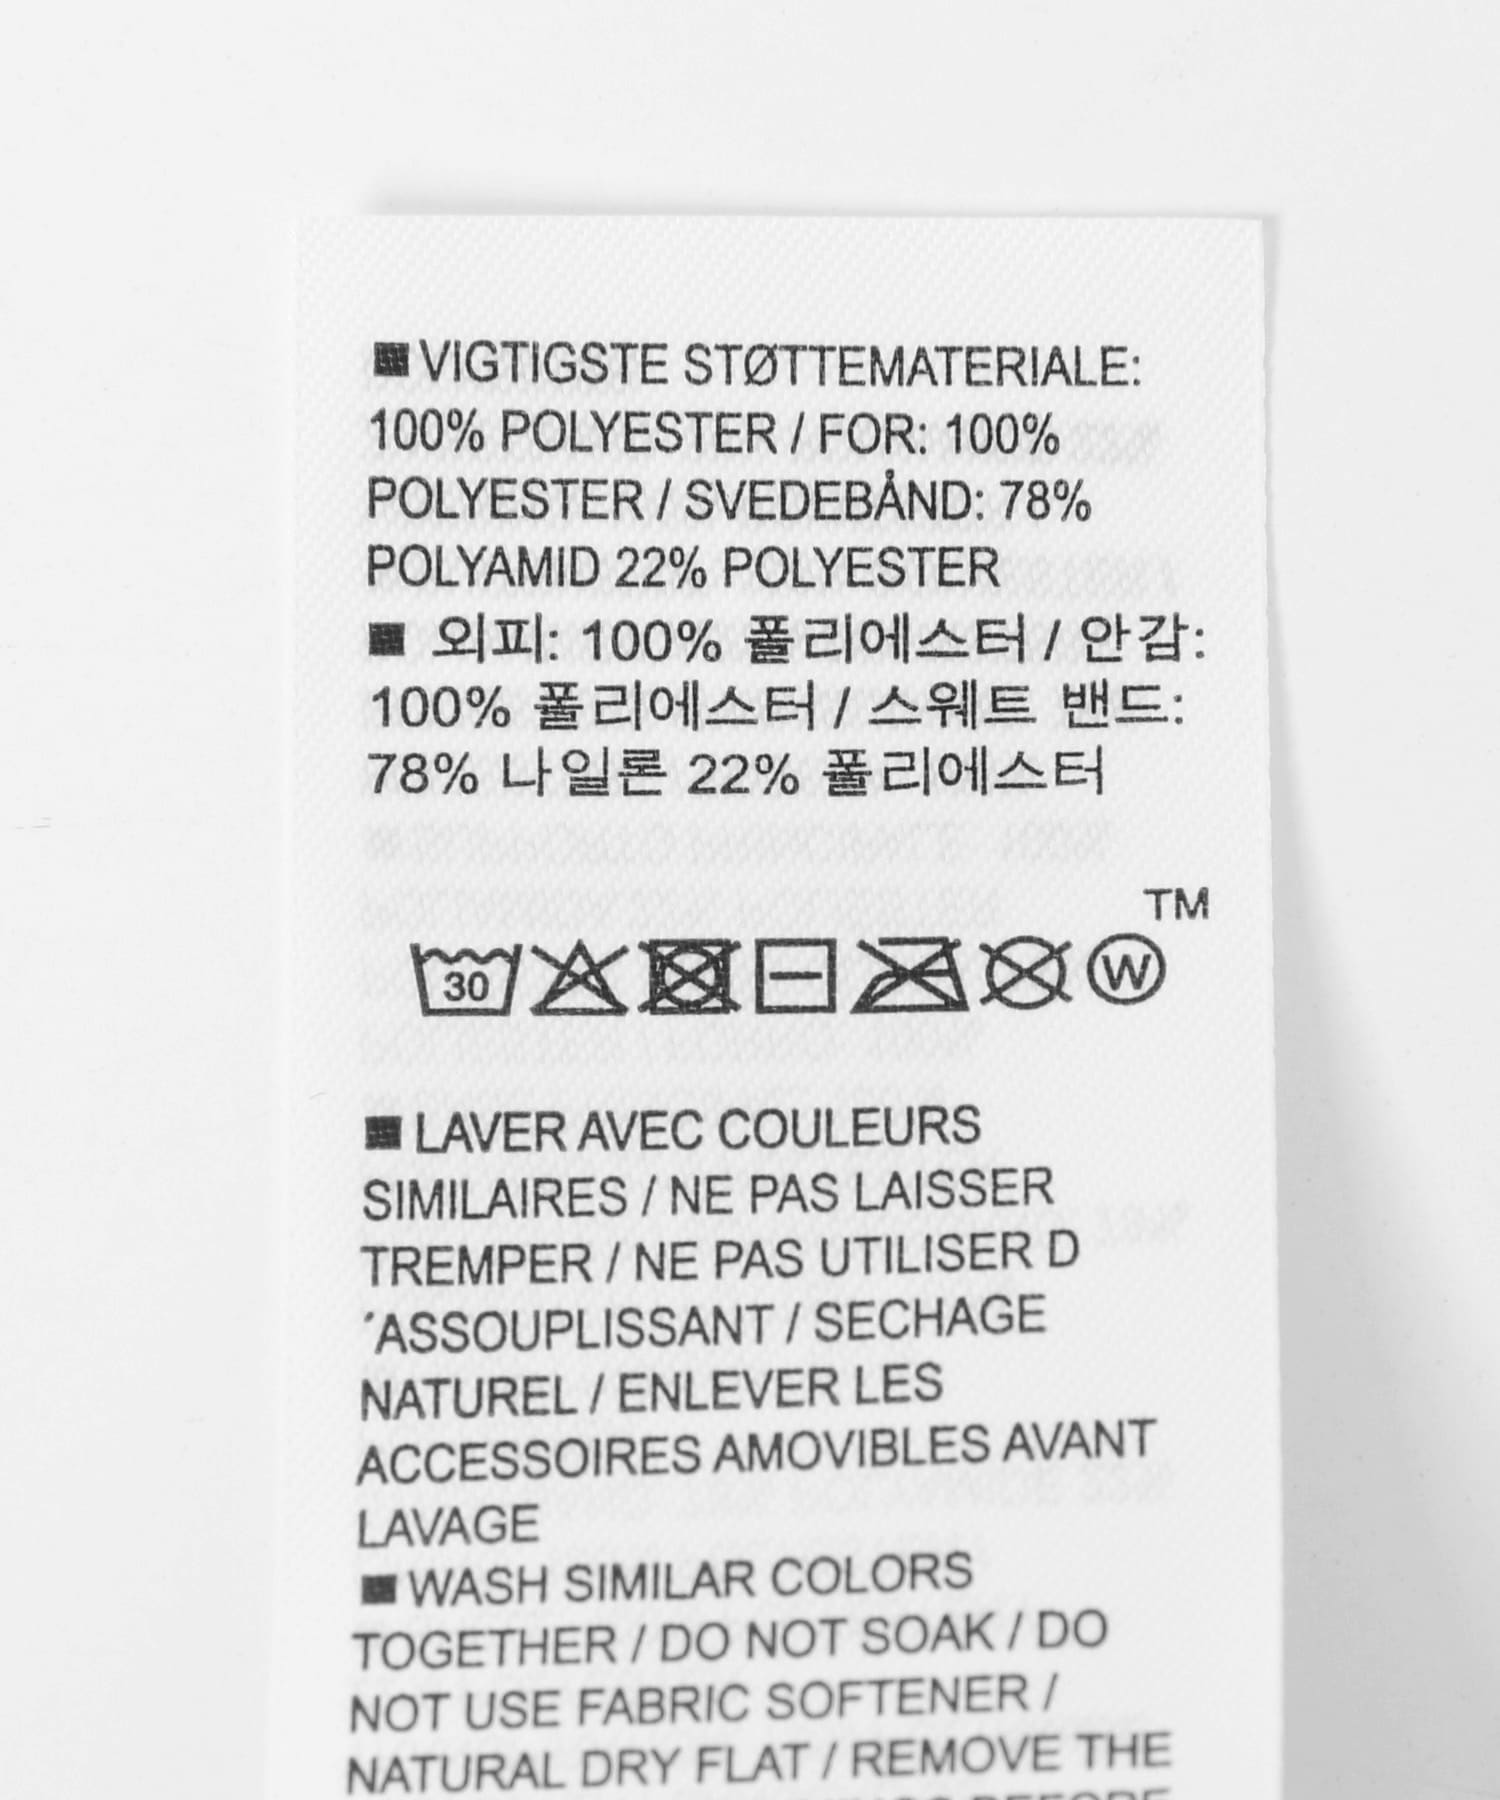 ■ VIGTIGSTE STØTTEMATERIALE:
100% POLYESTER / FOR: 100%
POLYESTER / SVEDEBÅND: 78%
POLYAMID 22% POLYESTER
■ 외피: 100% 폴리에스터 / 안감:
100% 폴리에스터 / 스웨트 밴드:
78% 나일론 22% 폴리에스터
TM
30 W
■ LAVER AVEC COULEURS
SIMILAIRES / NE PAS LAISSER
TREMPER / NE PAS UTILISER D
´ASSOUPLISSANT / SECHAGE
NATUREL / ENLEVER LES
ACCESSOIRES AMOVIBLES AVANT
LAVAGE
■ WASH SIMILAR COLORS
TOGETHER / DO NOT SOAK / DO
NOT USE FABRIC SOFTENER /
NATURAL DRY FLAT / REMOVE THE